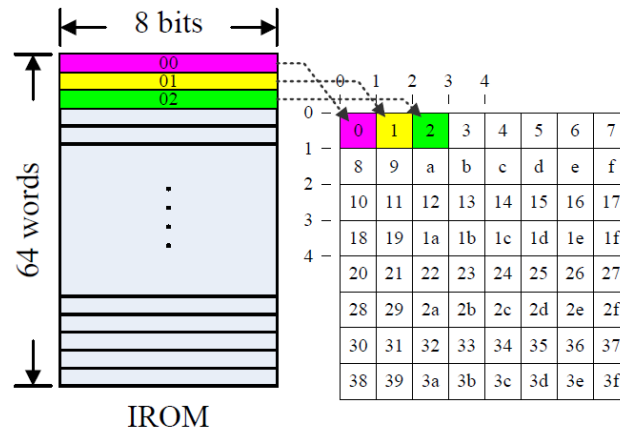 8 bits
00
01
02
64 words
IROM
0 1 2 3 4
0
1
2
3
4
0 1 2 3 4 5 6 7
8 9 a b c d e f
10 11 12 13 14 15 16 17
18 19 1a 1b 1c 1d 1e 1f
20 21 22 23 24 25 26 27
28 29 2a 2b 2c 2d 2e 2f
30 31 32 33 34 35 36 37
38 39 3a 3b 3c 3d 3e 3f